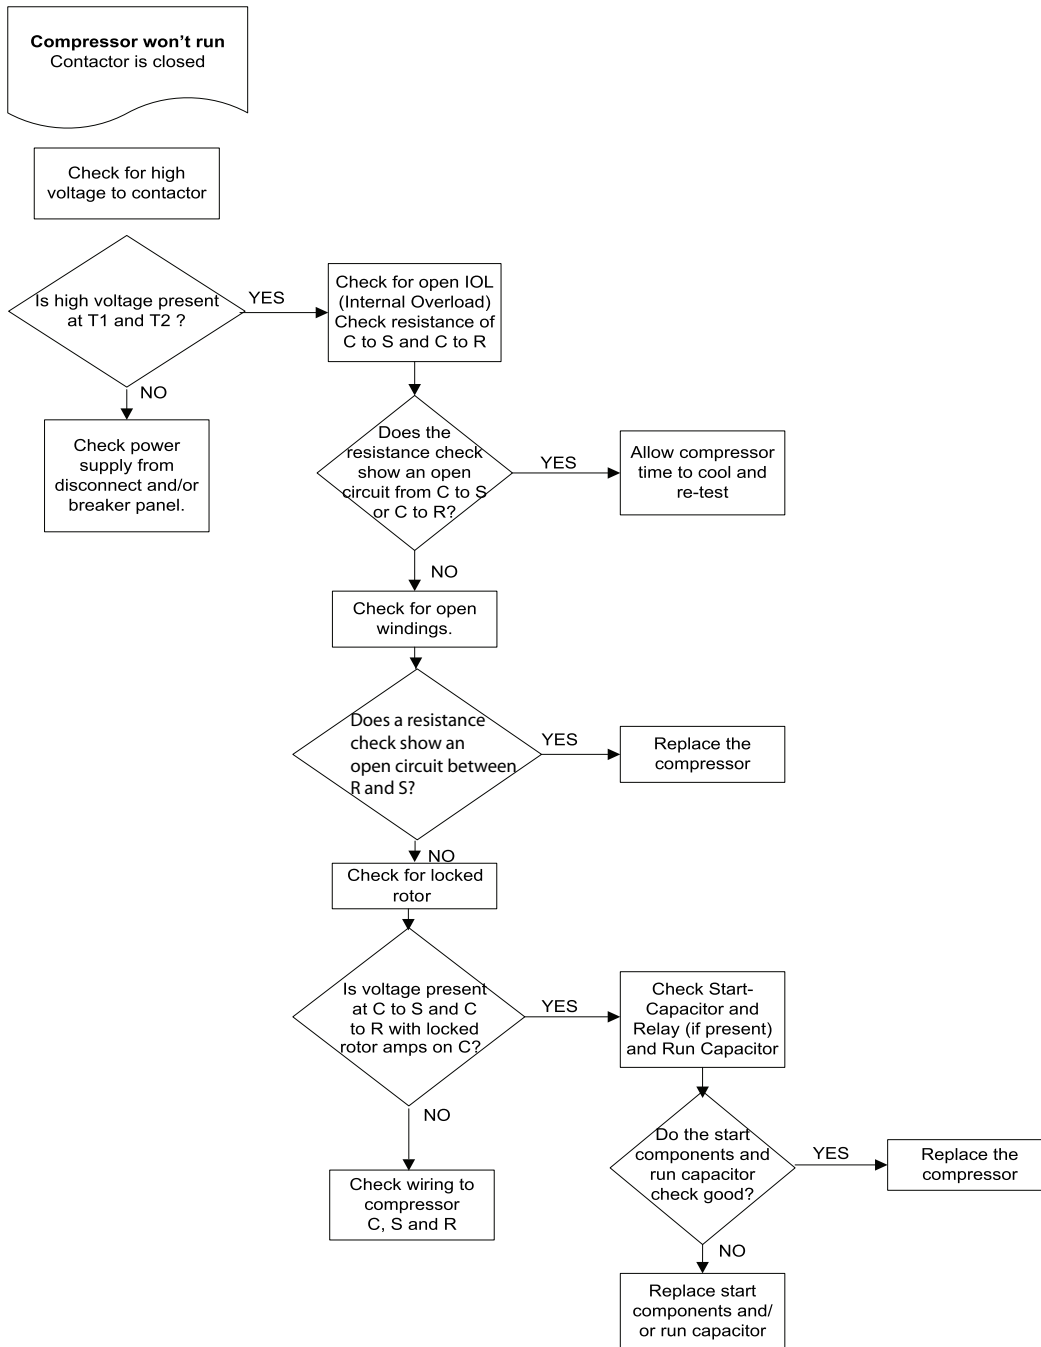 Compressor won't run
Contactor is closed
Check for high
voltage to contactor
Is high voltage present
at T1 and T2 ?
YES
NO
Check power
supply from
disconnect and/or
breaker panel.
Check for open IOL
(Internal Overload)
Check resistance of
C to S and C to R
Does the
resistance check
show an open
circuit from C to S
or C to R?
YES
Allow compressor
time to cool and
re-test
NO
Check for open
windings.
Does a resistance
check show an
open circuit between
R and S?
YES
Replace the
compressor
NO
Check for locked
rotor
Is voltage present
at C to S and C
to R with locked
rotor amps on C?
YES
Check Start-
Capacitor and
Relay (if present)
and Run Capacitor
NO
Check wiring to
compressor
C, S and R
Do the start
components and
run capacitor
check good?
YES
Replace the
compressor
NO
Replace start
components and/
or run capacitor